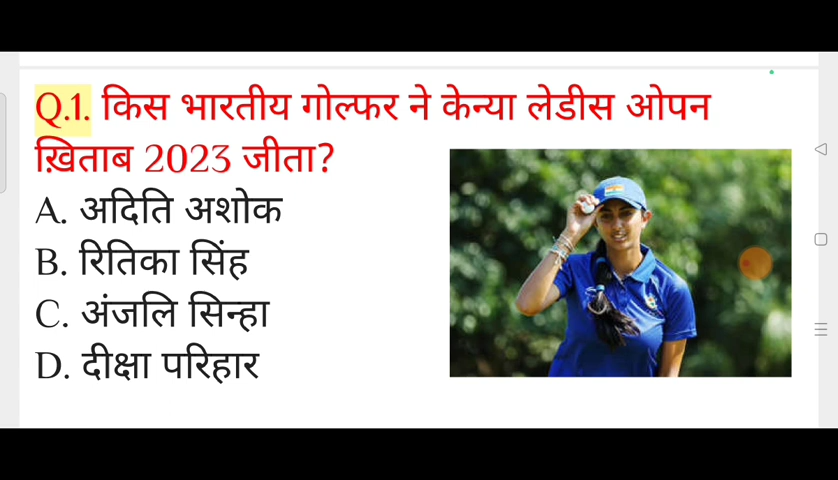 Q.1. किस भारतीय गोल्फर ने केन्या लेडीस ओपन
ख़िताब 2023 जीता?
A. अदिति अशोक
B. रितिका सिंह
C. अंजलि सिन्हा
D. दीक्षा परिहार